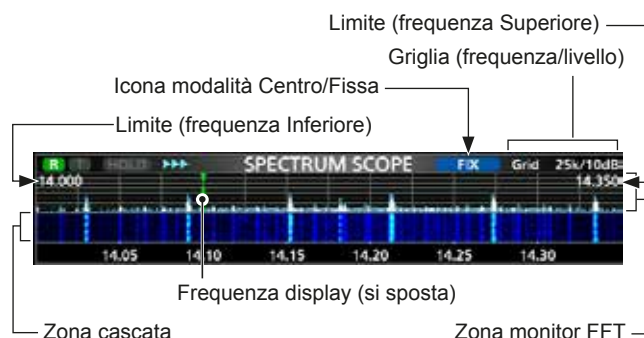 Limite (frequenza Superiore)
Griglia (frequenza/livello)
Icona modalità Centro/Fissa
Limite (frequenza Inferiore)
R T HOLD SPECTRUM SCOPE FIX Grid 25k/10dB
14.000 14.350
14.05 14.10 14.15 14.20 14.25 14.30
Frequenza display (si sposta)
Zona cascata Zona monitor FFT